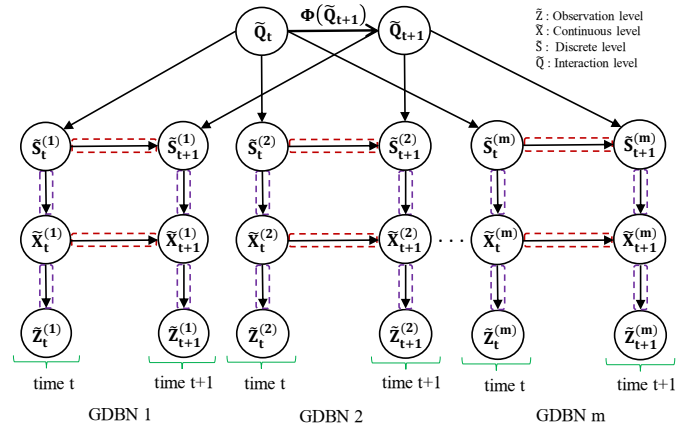 Φ(Q̃ₜ₊₁)
Q̃ₜ
Q̃ₜ₊₁
Z̃ : Observation level
X̃ : Continuous level
S̃ : Discrete level
Q̃ : Interaction level
S̃ₜ⁽¹⁾ S̃ₜ₊₁⁽¹⁾ S̃ₜ⁽²⁾ S̃ₜ₊₁⁽²⁾ S̃ₜ⁽ᵐ⁾ S̃ₜ₊₁⁽ᵐ⁾
X̃ₜ⁽¹⁾ X̃ₜ₊₁⁽¹⁾ X̃ₜ⁽²⁾ X̃ₜ₊₁⁽²⁾ · · · X̃ₜ⁽ᵐ⁾ X̃ₜ₊₁⁽ᵐ⁾
Z̃ₜ⁽¹⁾ Z̃ₜ₊₁⁽¹⁾ Z̃ₜ⁽²⁾ Z̃ₜ₊₁⁽²⁾ Z̃ₜ⁽ᵐ⁾ Z̃ₜ₊₁⁽ᵐ⁾
time t time t+1 time t time t+1 time t time t+1
GDBN 1 GDBN 2 GDBN m